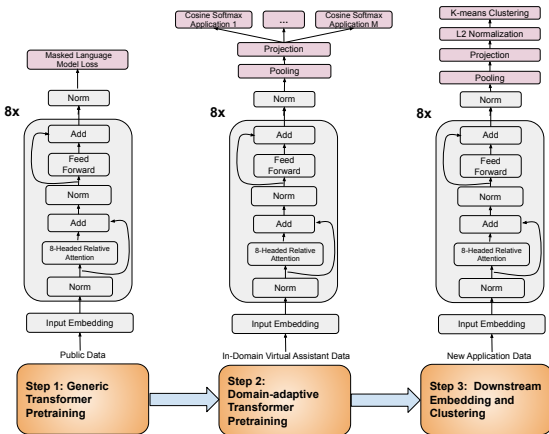 Masked Language
Model Loss
Norm
8x
Add
Feed
Forward
Norm
Add
8-Headed Relative
Attention
Norm
Input Embedding
Public Data
Step 1: Generic
Transformer
Pretraining
Cosine Softmax
Application 1
...
Cosine Softmax
Application M
Projection
Pooling
Norm
8x
Add
Feed
Forward
Norm
Add
8-Headed Relative
Attention
Norm
Input Embedding
In-Domain Virtual Assistant Data
Step 2:
Domain-adaptive
Transformer
Pretraining
K-means Clustering
L2 Normalization
Projection
Pooling
Norm
8x
Add
Feed
Forward
Norm
Add
8-Headed Relative
Attention
Norm
Input Embedding
New Application Data
Step 3: Downstream
Embedding and
Clustering